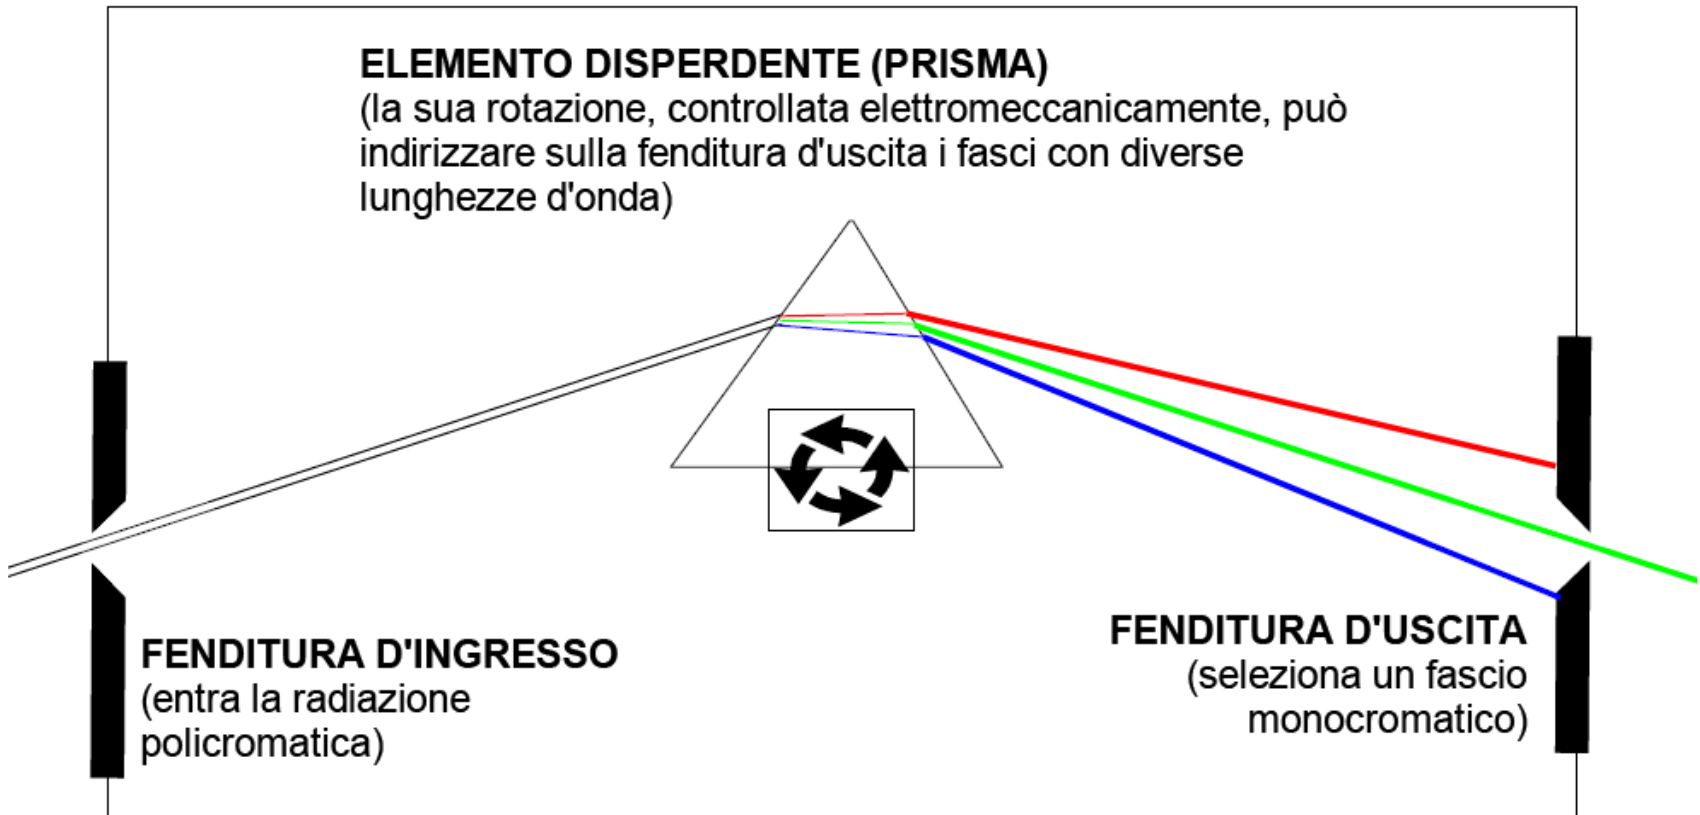 ELEMENTO DISPERDENTE (PRISMA)
(la sua rotazione, controllata elettromeccanicamente, può
indirizzare sulla fenditura d'uscita i fasci con diverse
lunghezze d'onda)
FENDITURA D'INGRESSO
(entra la radiazione
policromatica)
FENDITURA D'USCITA
(seleziona un fascio
monocromatico)